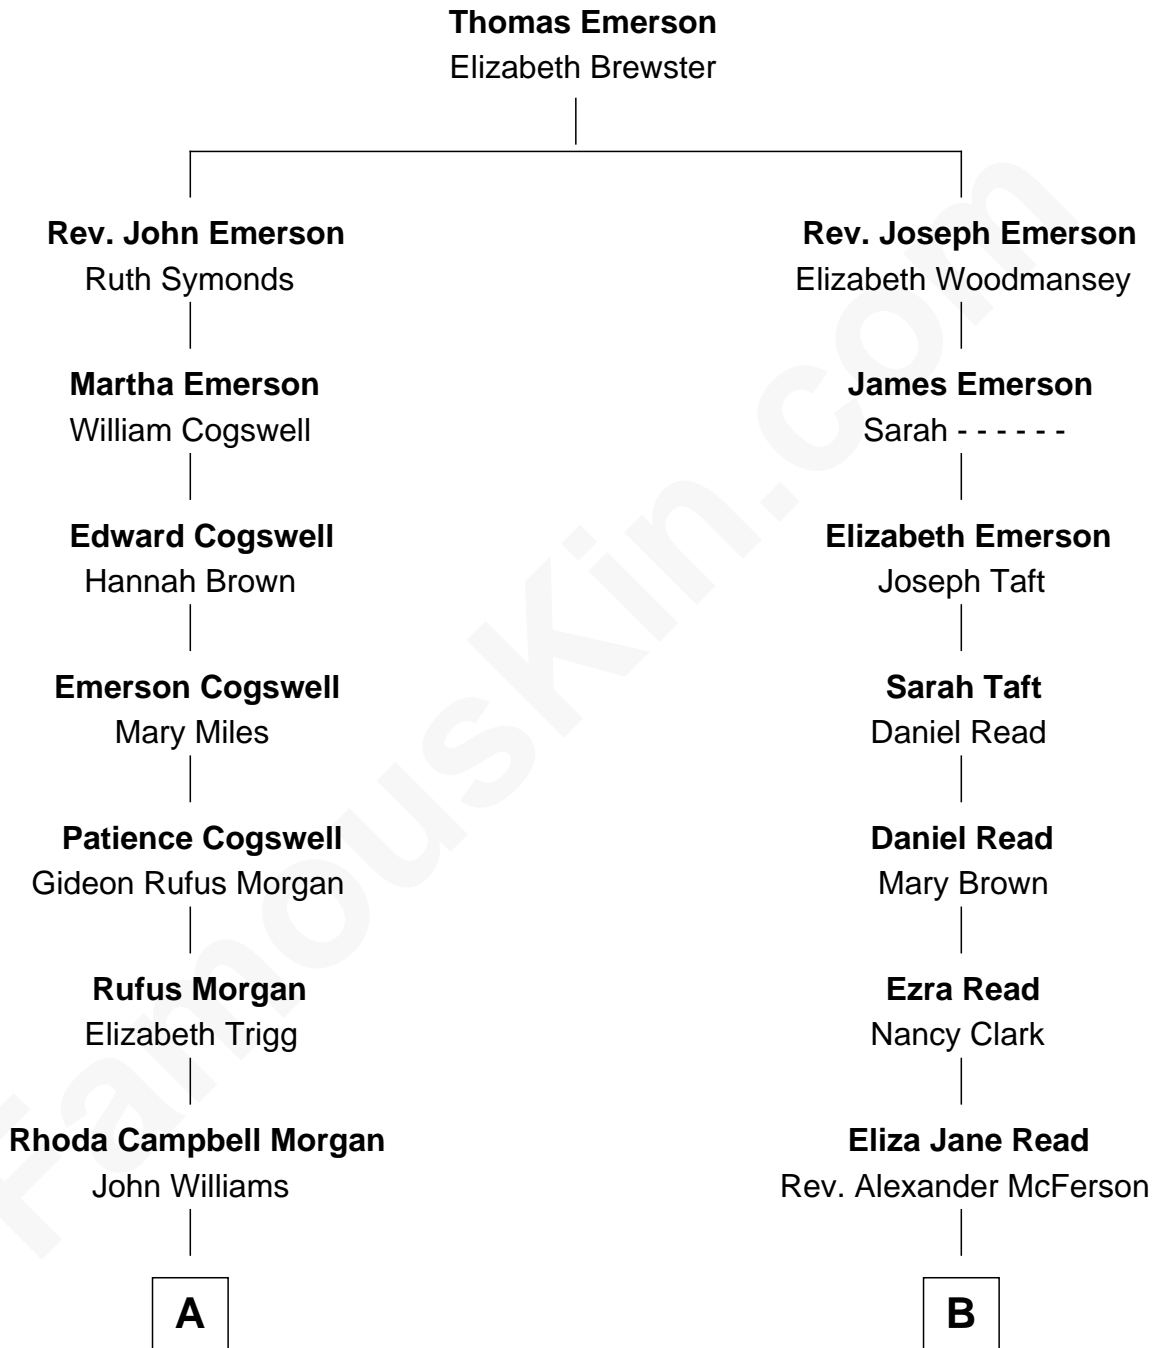 Thomas Emerson
Elizabeth Brewster
Rev. John Emerson
Ruth Symonds
Martha Emerson
William Cogswell
Edward Cogswell
Hannah Brown
Emerson Cogswell
Mary Miles
Patience Cogswell
Gideon Rufus Morgan
Rufus Morgan
Elizabeth Trigg
Rhoda Campbell Morgan
John Williams
A
Rev. Joseph Emerson
Elizabeth Woodmansey
James Emerson
Sarah - - - - - -
Elizabeth Emerson
Joseph Taft
Sarah Taft
Daniel Read
Daniel Read
Mary Brown
Ezra Read
Nancy Clark
Eliza Jane Read
Rev. Alexander McFerson
B
FamousKin.com